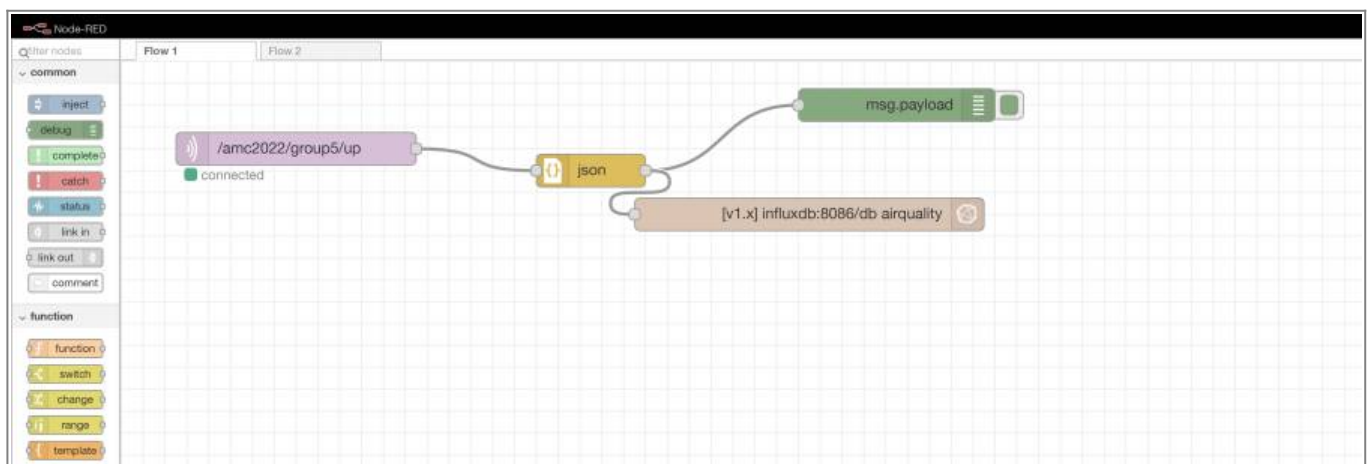 Node-RED
filter nodes
Flow 1
Flow 2
common
inject
debug
complete
catch
status
link in
link out
comment
function
function
switch
change
range
template
/amc2022/group5/up
connected
{} json
msg.payload
[v1.x] influxdb:8086/db airquality